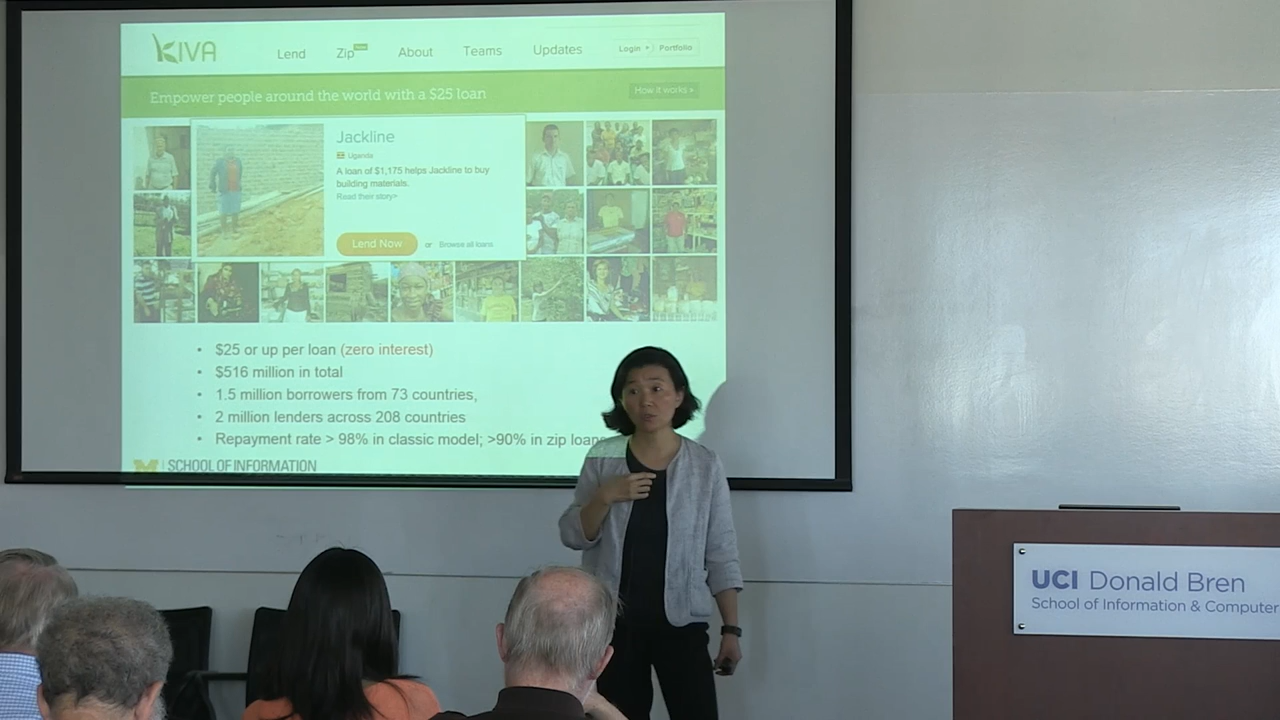 KIVA
Lend Zip About Teams Updates Login Portfolio
Empower people around the world with a $25 loan
How it works »
Jackline
Uganda
A loan of $1,175 helps Jackline to buy
building materials.
Read their story>
Lend Now or Browse all loans
• $25 or up per loan (zero interest)
• $516 million in total
• 1.5 million borrowers from 73 countries,
• 2 million lenders across 208 countries
• Repayment rate > 98% in classic model; >90% in zip loans
M | SCHOOL OF INFORMATION
UCI Donald Bren
School of Information & Computer